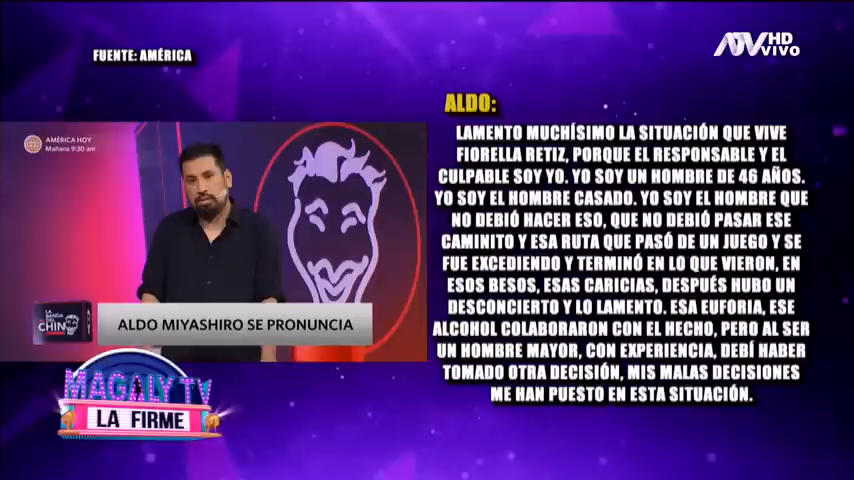 FUENTE: AMÉRICA
ATV HD
VIVO
ALDO:
LAMENTO MUCHÍSIMO LA SITUACIÓN QUE VIVE
FIORELLA RETIZ, PORQUE EL RESPONSABLE Y EL
CULPABLE SOY YO. YO SOY UN HOMBRE DE 46 AÑOS.
YO SOY EL HOMBRE CASADO. YO SOY EL HOMBRE QUE
NO DEBIÓ HACER ESO, QUE NO DEBIÓ PASAR ESE
CAMINITO Y ESA RUTA QUE PASÓ DE UN JUEGO Y SE
FUE EXCEDIENDO Y TERMINÓ EN LO QUE VIERON, EN
ESOS BESOS, ESAS CARICIAS, DESPUÉS HUBO UN
DESCONCIERTO Y LO LAMENTO. ESA EUFORIA, ESE
ALCOHOL COLABORARON CON EL HECHO, PERO AL SER
UN HOMBRE MAYOR, CON EXPERIENCIA, DEBÍ HABER
TOMADO OTRA DECISIÓN, MIS MALAS DECISIONES
ME HAN PUESTO EN ESTA SITUACIÓN.
AMÉRICA HOY
Mañana 9:30 am
LA
BANDA DEL
CHINO
ALDO MIYASHIRO SE PRONUNCIA
MAGALY TV
LA FIRME